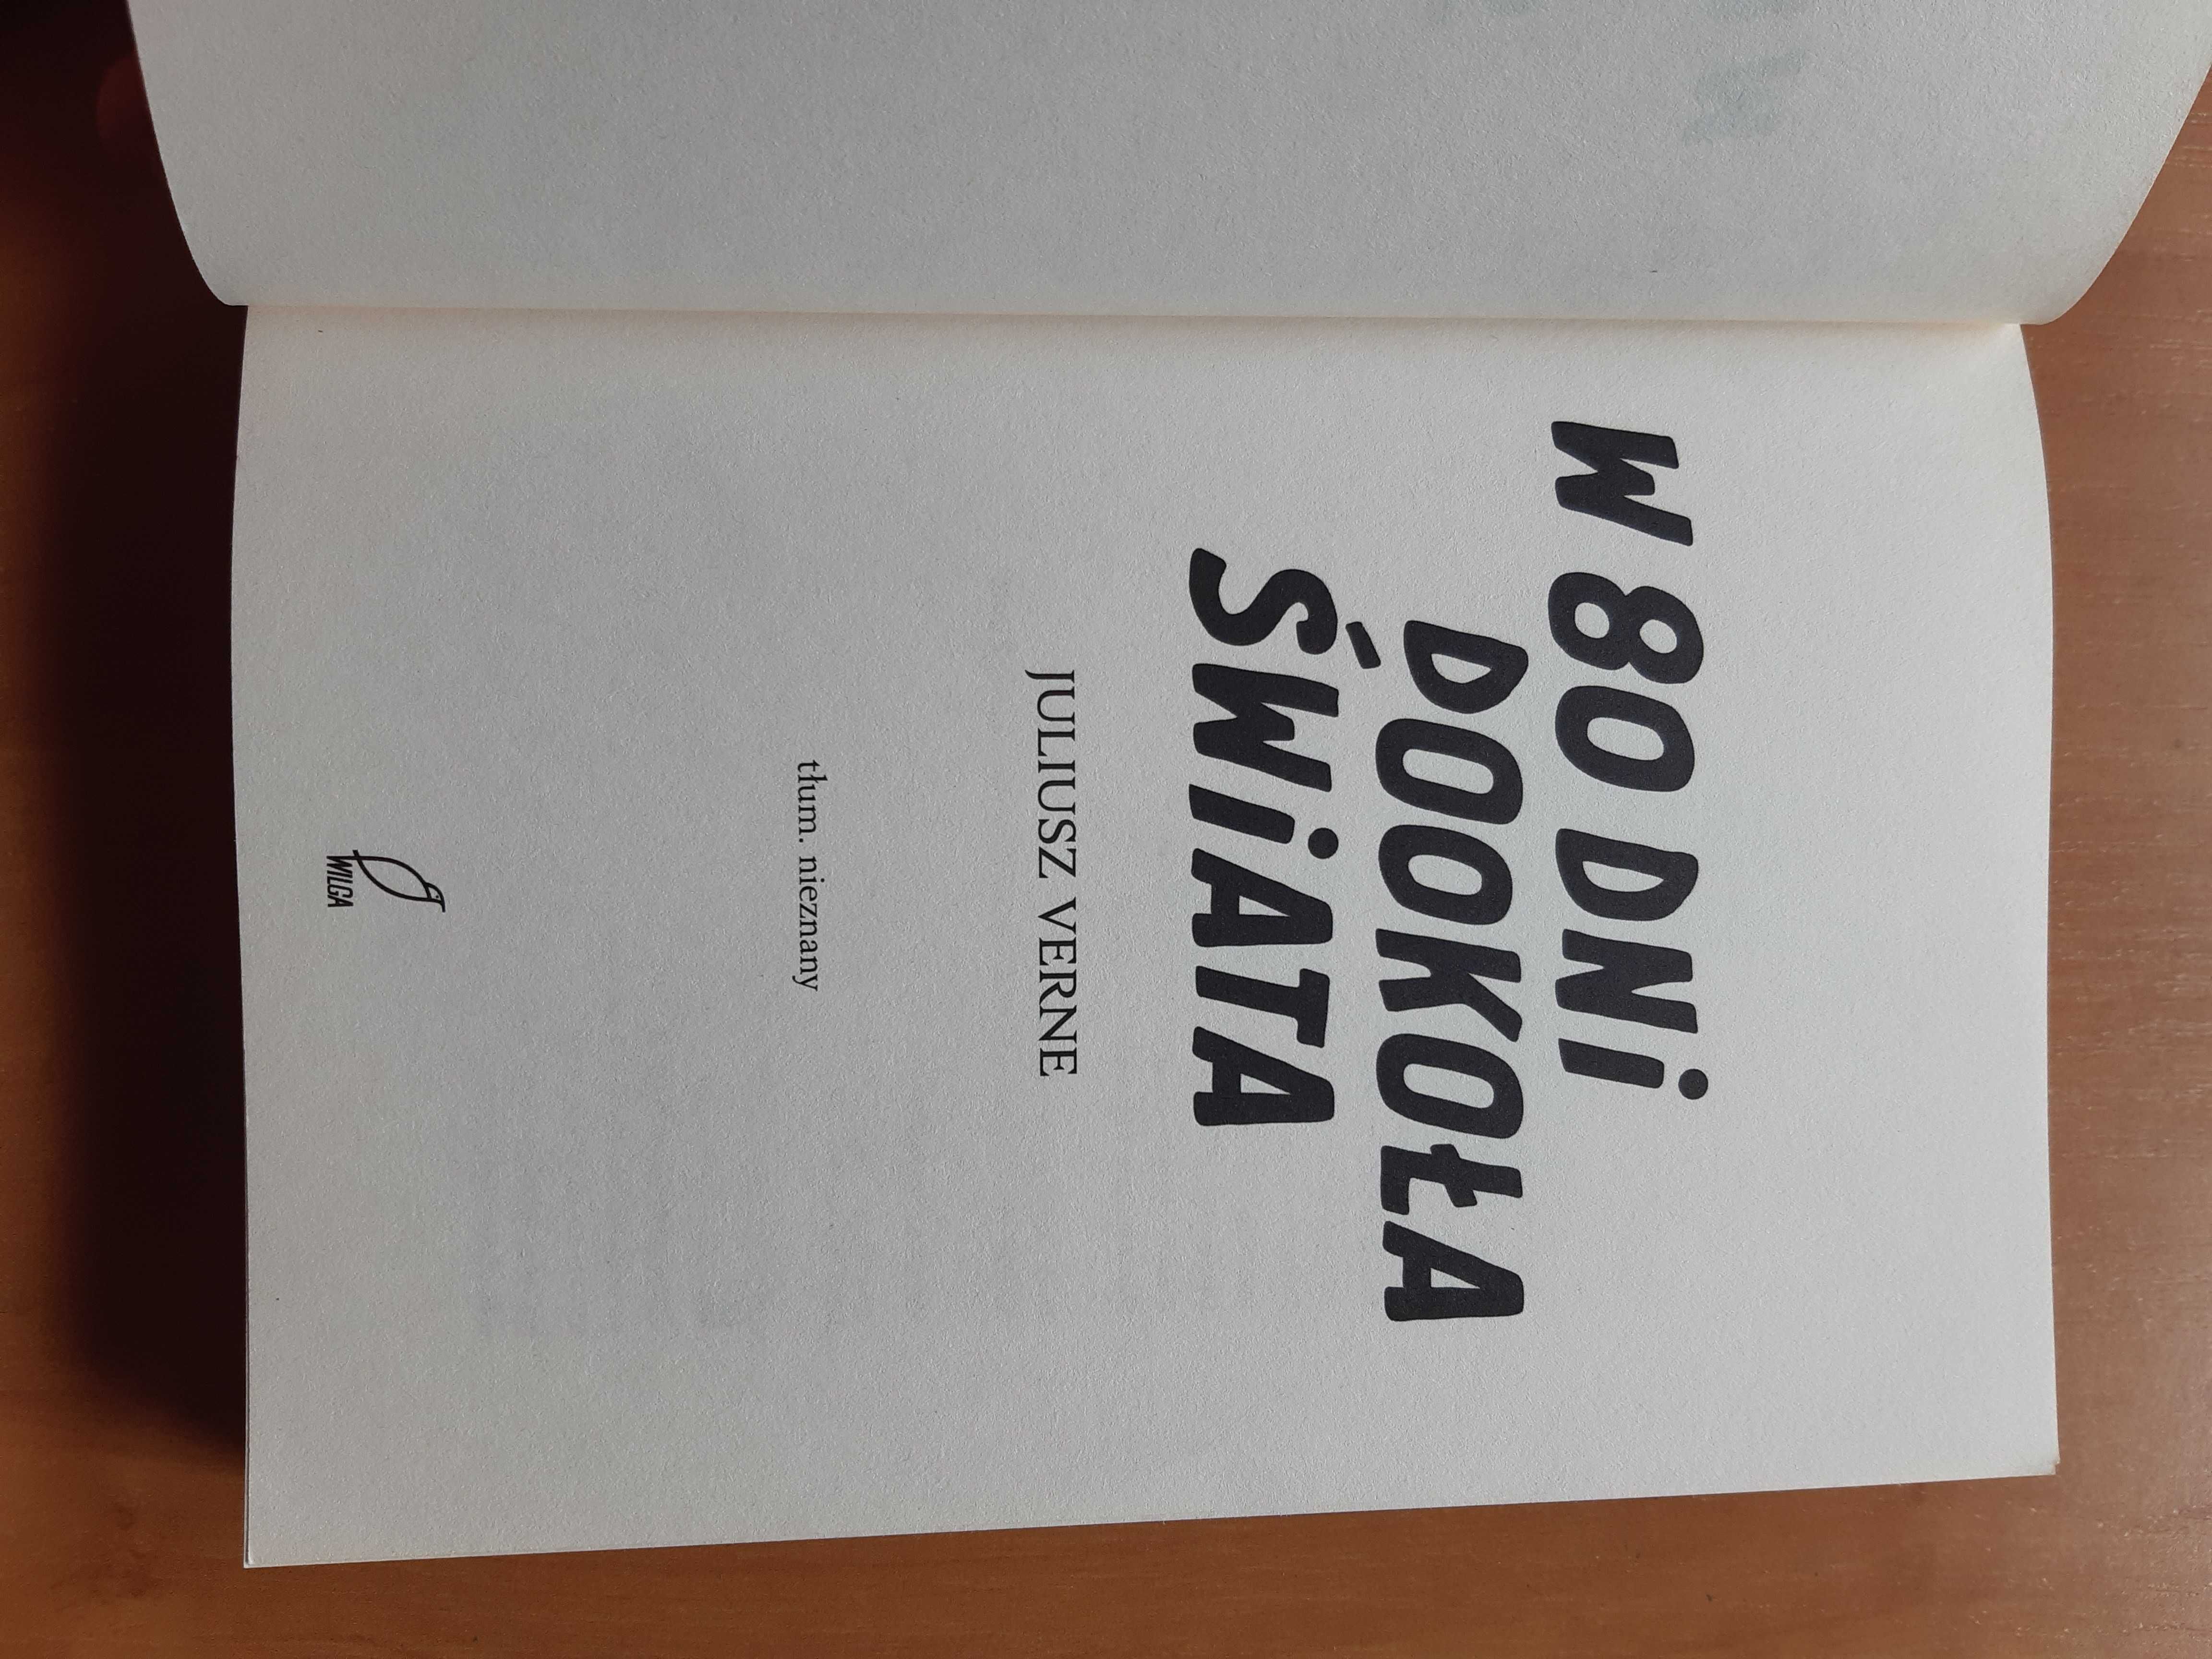 W 80 DNi
DOOKOŁA
ŚWiATA
JULIUSZ VERNE
tłum. nieznany
WILGA